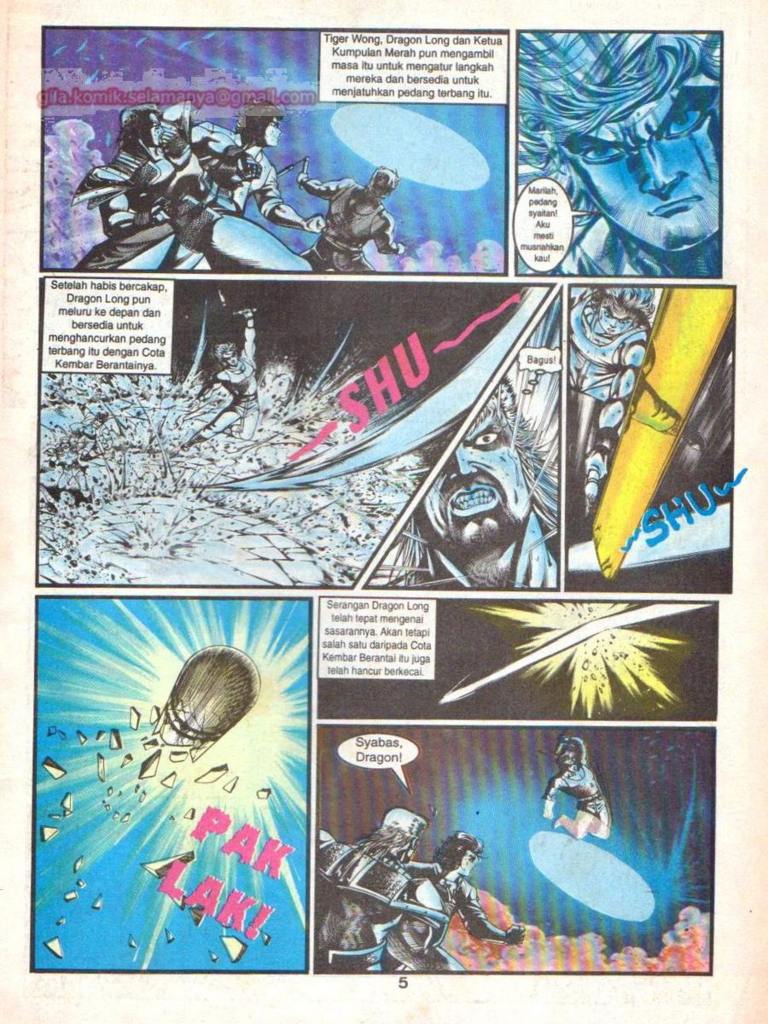 Tiger Wong, Dragon Long dan Ketua
Kumpulan Merah pun mengambil
masa itu untuk mengatur langkah
mereka dan bersedia untuk
menjatuhkan pedang terbang itu.
gila.komik.selamanya@gmail.com
Marilah,
pedang
syaitan!
Aku
mesti
musnahkan
kau!
Setelah habis bercakap,
Dragon Long pun
meluru ke depan dan
bersedia untuk
menghancurkan pedang
terbang itu dengan Cota
Kembar Berantainya.
SHU
Bagus!
SHU
PAK
LAK!
Serangan Dragon Long
telah tepat mengenai
sasarannya. Akan tetapi
salah satu daripada Cota
Kembar Berantai itu juga
telah hancur berkecai.
Syabas,
Dragon!
5